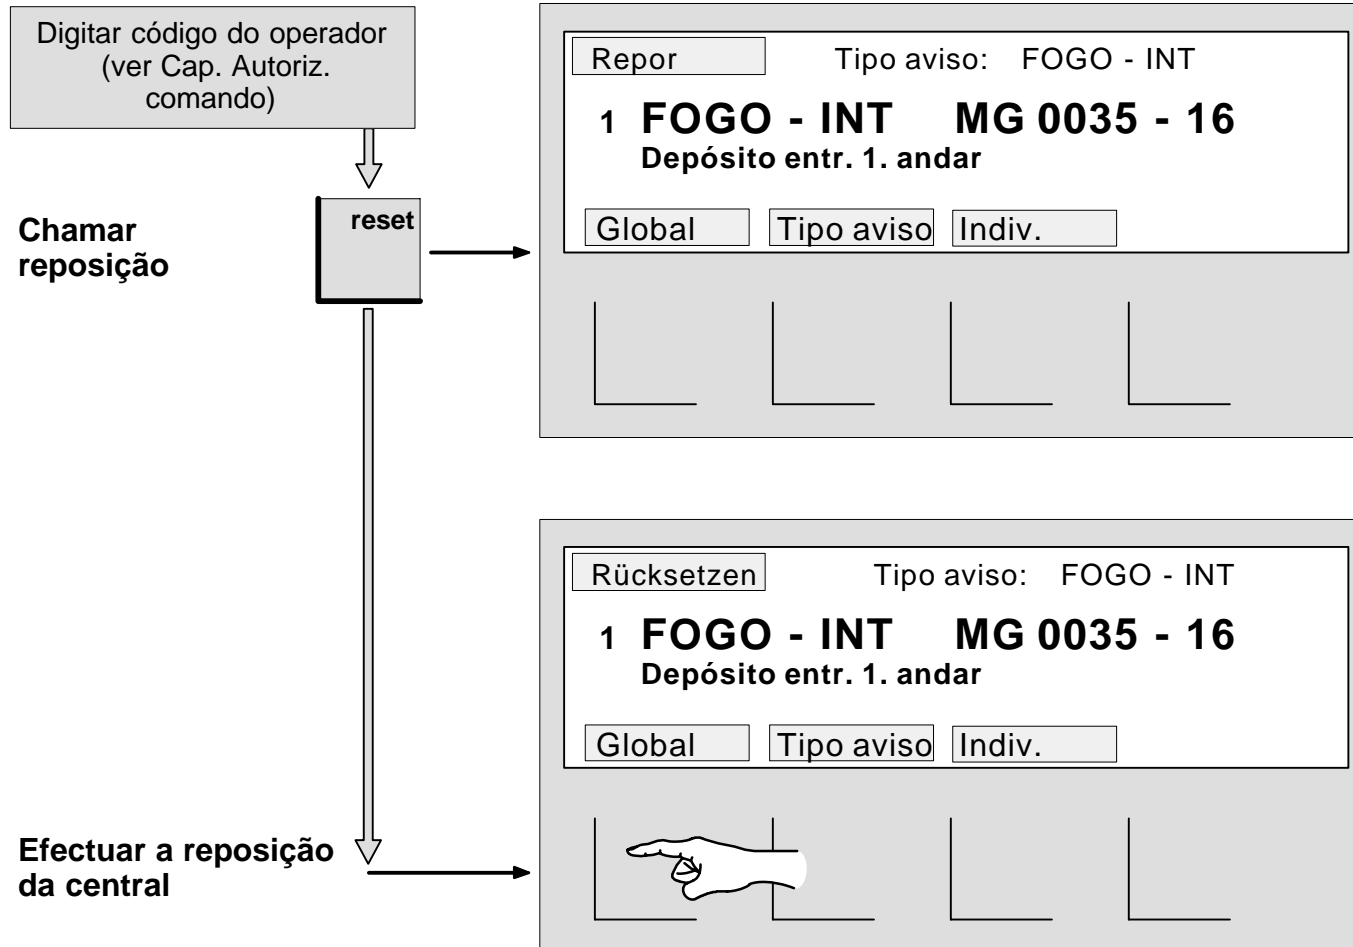 Digitar código do operador
(ver Cap. Autoriz.
comando)
Chamar
reposição
reset
Repor Tipo aviso: FOGO - INT
1 FOGO - INT MG 0035 - 16
Depósito entr. 1. andar
Global Tipo aviso Indiv.
Rücksetzen Tipo aviso: FOGO - INT
1 FOGO - INT MG 0035 - 16
Depósito entr. 1. andar
Global Tipo aviso Indiv.
Efectuar a reposição
da central